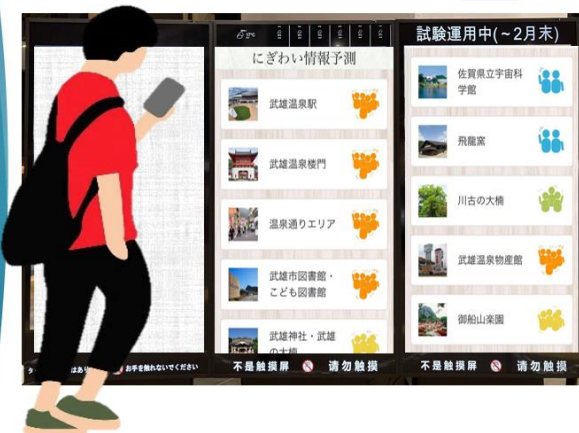 にぎわい情報予測
武雄温泉駅
武雄温泉楼門
温泉通りエリア
武雄市図書館・
こども図書館
武雄神社・武雄
の大楠
お手を触れないでください
不是触摸屏
请勿触摸
試験運用中(~2月末)
佐賀県立宇宙科
学館
飛龍窯
川古の大楠
武雄温泉物産館
御船山楽園
不是触摸屏
请勿触摸